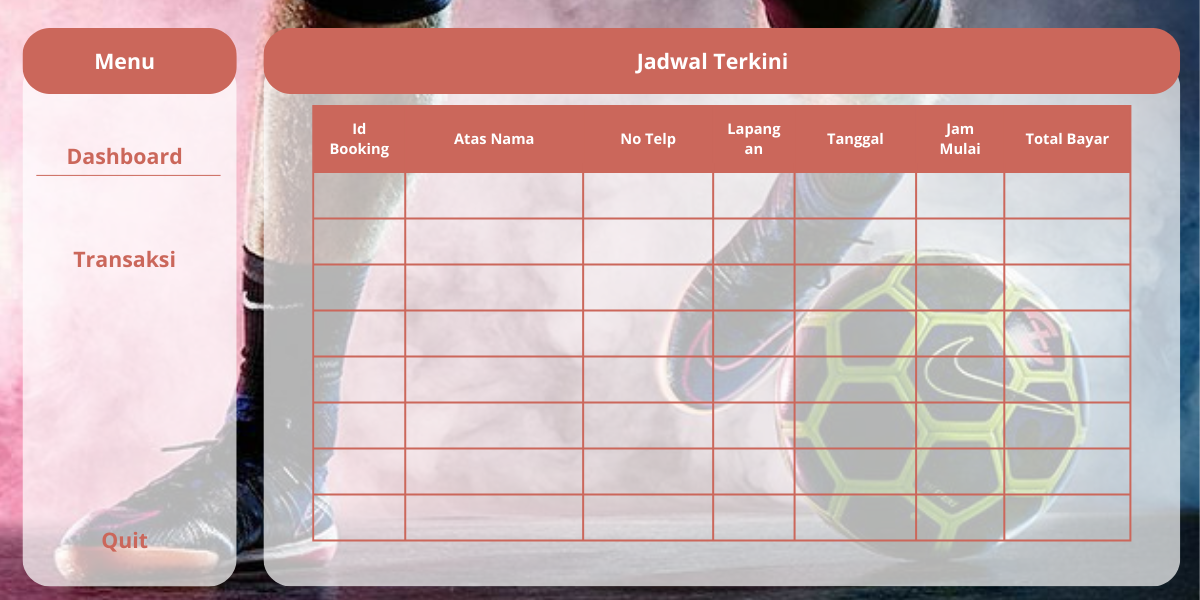 Menu
Jadwal Terkini
Dashboard
Transaksi
Quit
Id
Booking
Atas Nama
No Telp
Lapang
an
Tanggal
Jam
Mulai
Total Bayar